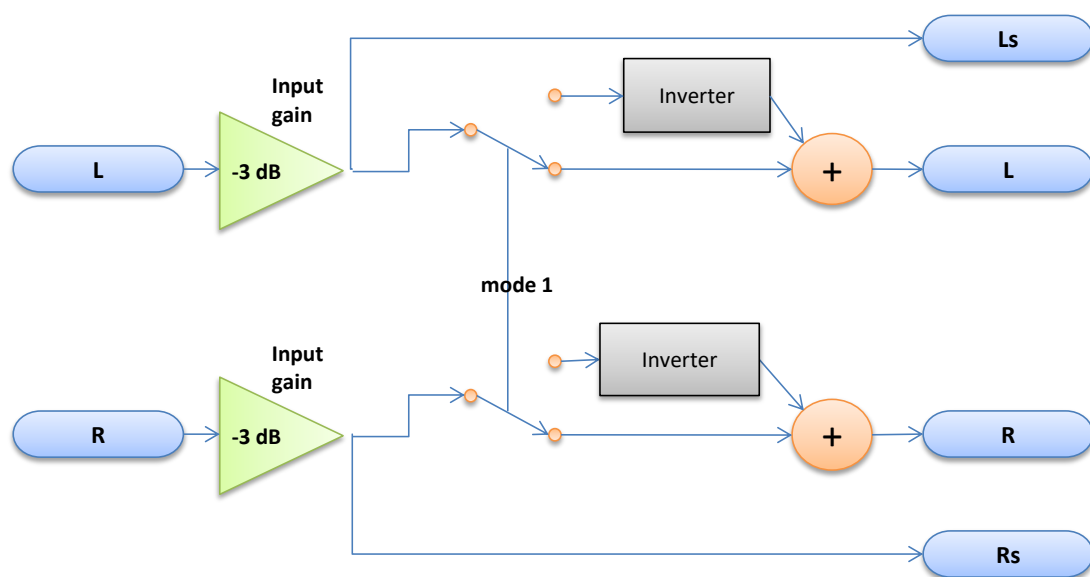 Ls
Input
gain
Inverter
L
-3 dB
+
L
mode 1
Input
gain
Inverter
R
-3 dB
+
R
Rs